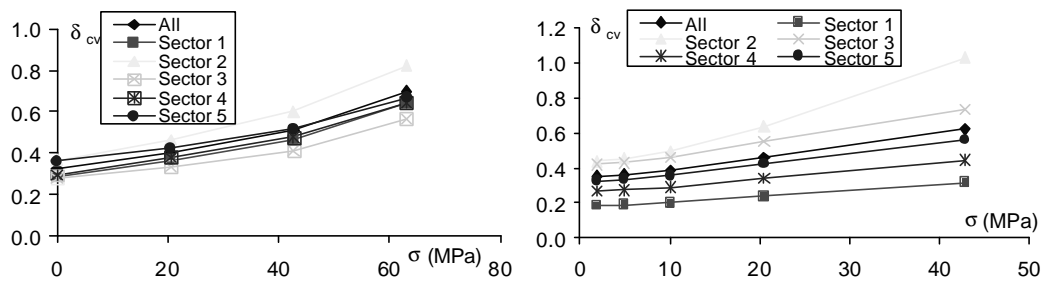 δ cv
1.0
0.8
0.6
0.4
0.2
0.0
0 20 40 60 80
σ (MPa)
All
Sector 1
Sector 2
Sector 3
Sector 4
Sector 5
δ cv
1.2
1.0
0.8
0.6
0.4
0.2
0.0
0 10 20 30 40 50
σ (MPa)
All Sector 1
Sector 2 Sector 3
Sector 4 Sector 5